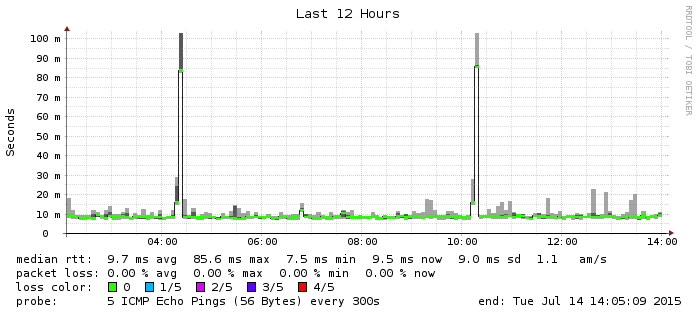 Last 12 Hours
RRDTOOL / TOBI OETIKER
Seconds
100 m
90 m
80 m
70 m
60 m
50 m
40 m
30 m
20 m
10 m
0
04:00 06:00 08:00 10:00 12:00 14:00
median rtt: 9.7 ms avg 85.6 ms max 7.5 ms min 9.5 ms now 9.0 ms sd 1.1 am/s
packet loss: 0.00 % avg 0.00 % max 0.00 % min 0.00 % now
loss color: 0 1/5 2/5 3/5 4/5
probe: 5 ICMP Echo Pings (56 Bytes) every 300s end: Tue Jul 14 14:05:09 2015